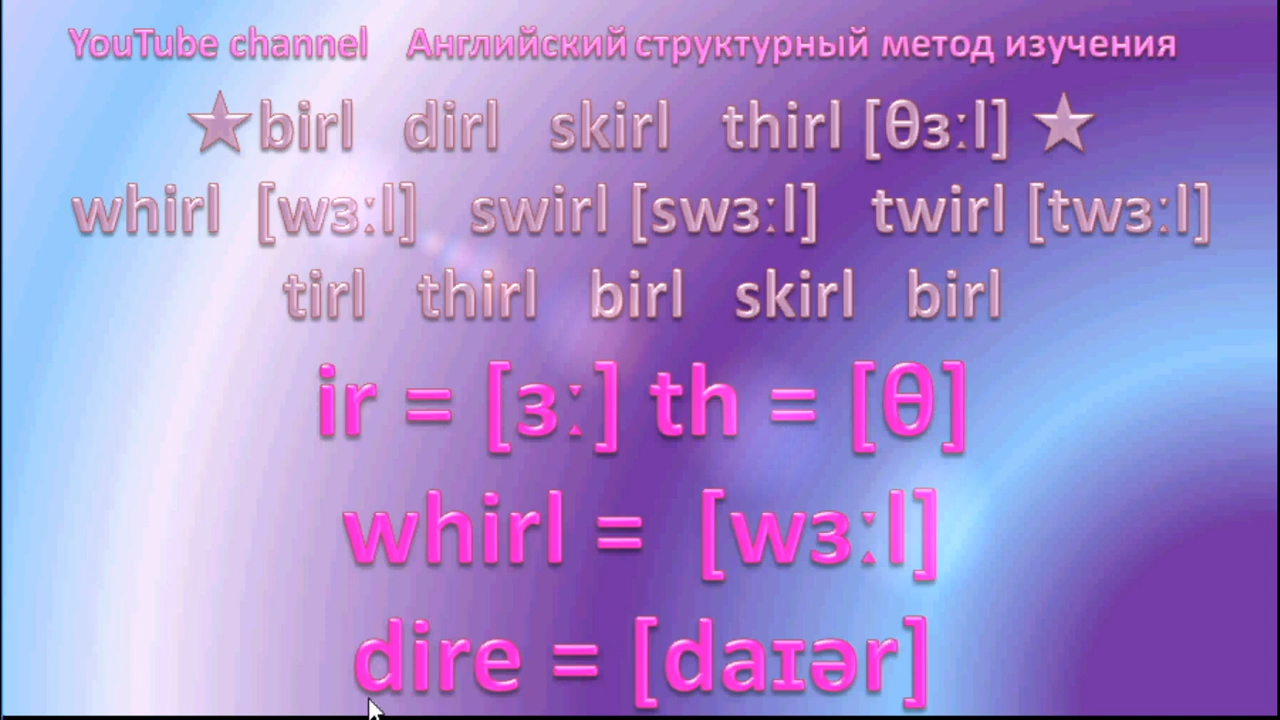 YouTube channel Английский структурный метод изучения
★birl dirl skirl thirl [θɜːl] ★
whirl [wɜːl] swirl [swɜːl] twirl [twɜːl]
tirl thirl birl skirl birl
ir = [ɜː] th = [θ]
whirl = [wɜːl]
dire = [daɪər]